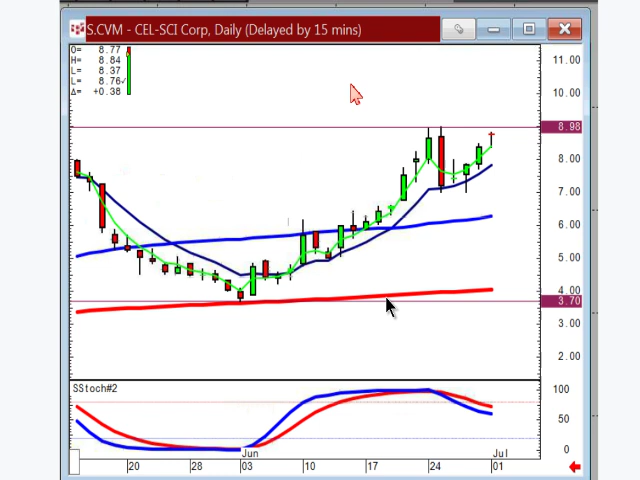 S.CVM - CEL-SCI Corp, Daily (Delayed by 15 mins)
O= 8.77
H= 8.84
L= 8.37
L= 8.76✓
Δ= +0.38
11.00
10.00
8.98
8.00
7.00
6.00
5.00
4.00
3.70
3.00
2.00
SStoch#2
100
50
0
Jun Jul
20 28 03 10 17 24 01